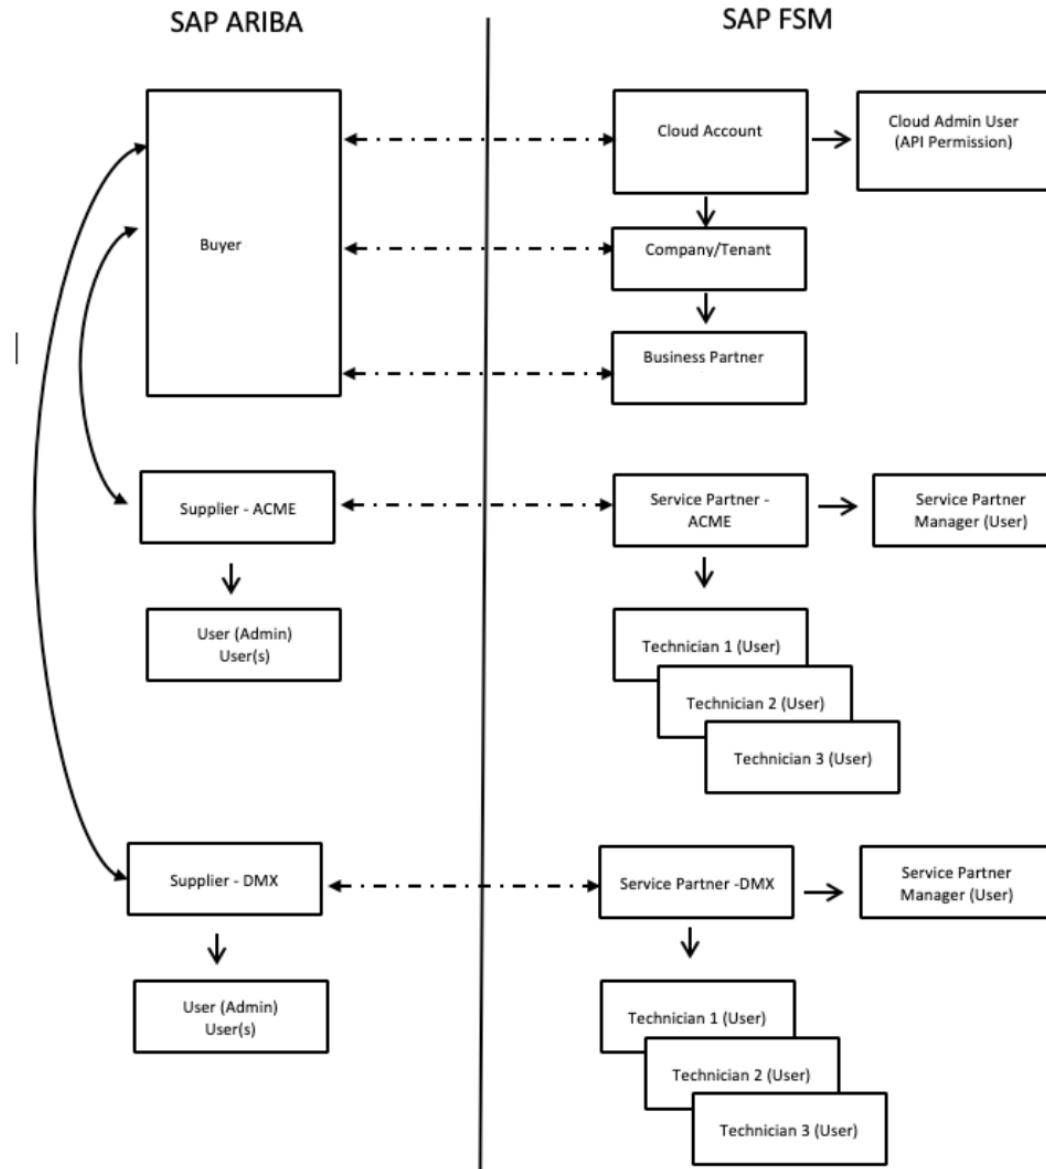 SAP ARIBA
SAP FSM
Buyer
Cloud Account
Cloud Admin User
(API Permission)
Company/Tenant
Business Partner
Supplier - ACME
Service Partner -
ACME
Service Partner
Manager (User)
User (Admin)
User(s)
Technician 1 (User)
Technician 2 (User)
Technician 3 (User)
Supplier - DMX
Service Partner -DMX
Service Partner
Manager (User)
User (Admin)
User(s)
Technician 1 (User)
Technician 2 (User)
Technician 3 (User)